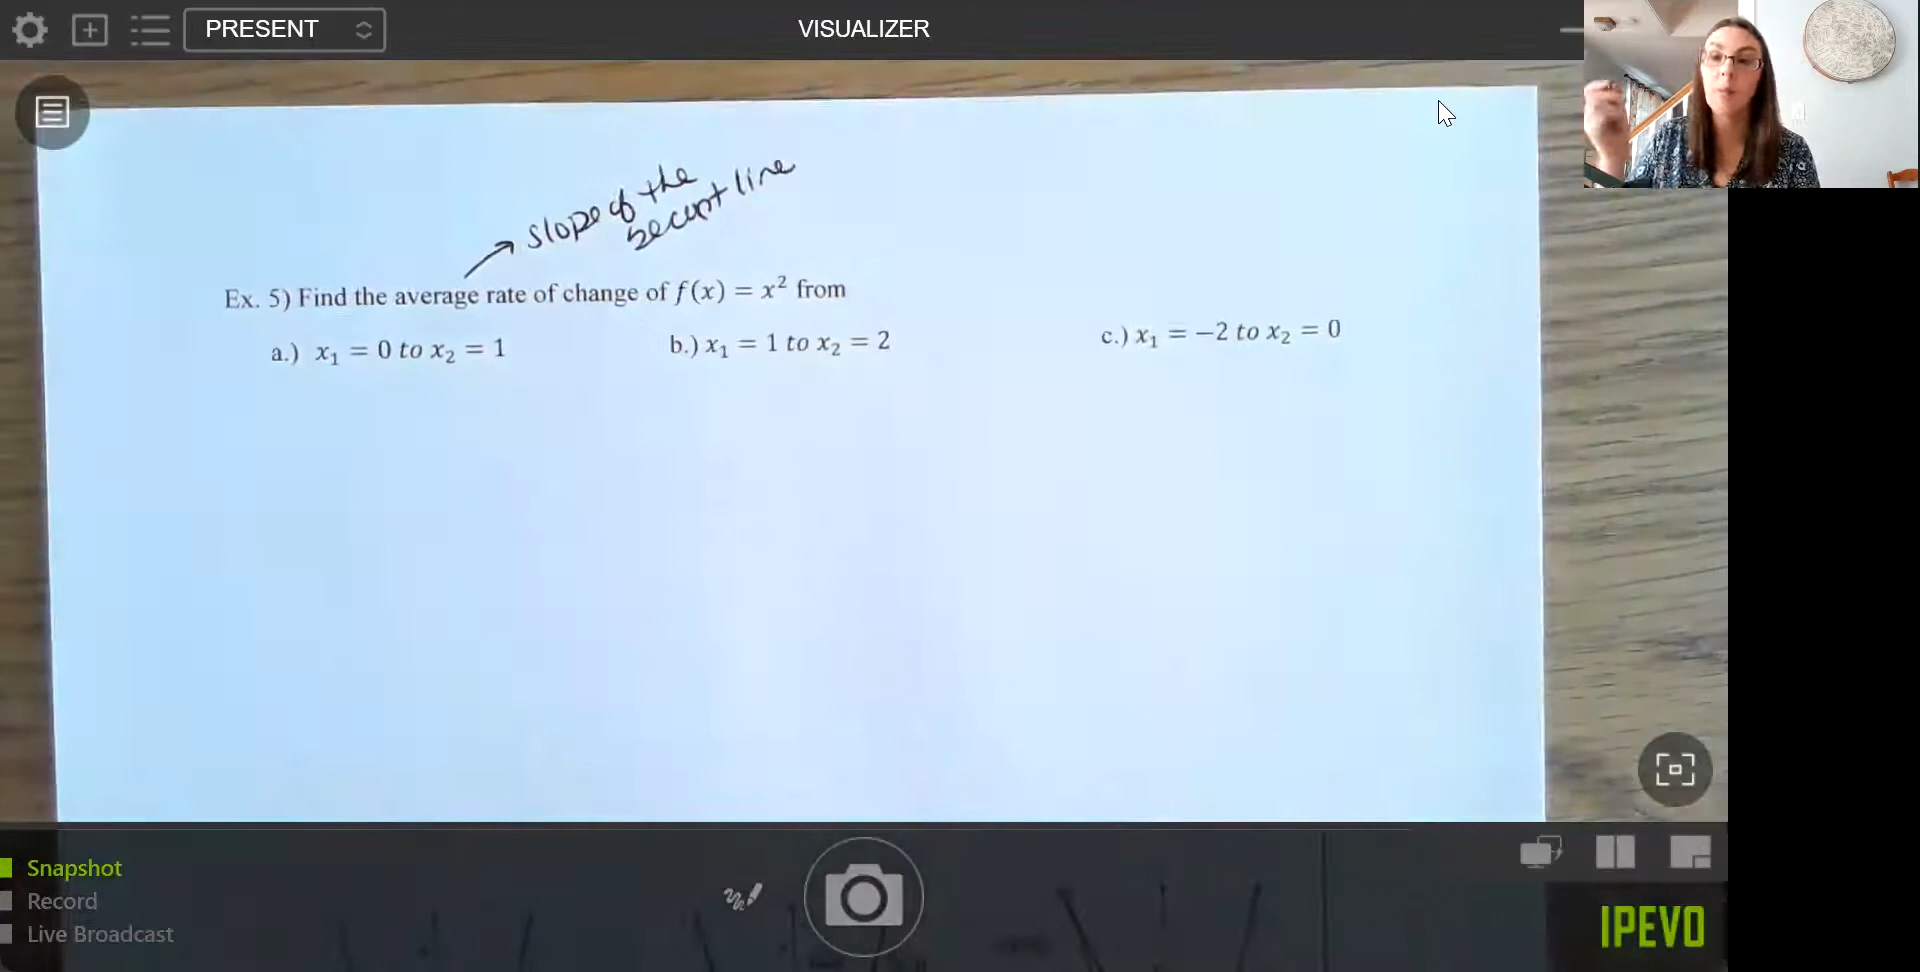 PRESENT
VISUALIZER
slope of the
secant line
Ex. 5) Find the average rate of change of f(x) = x² from
a.) x₁ = 0 to x₂ = 1
b.) x₁ = 1 to x₂ = 2
c.) x₁ = −2 to x₂ = 0
Snapshot
Record
Live Broadcast
IPEVO